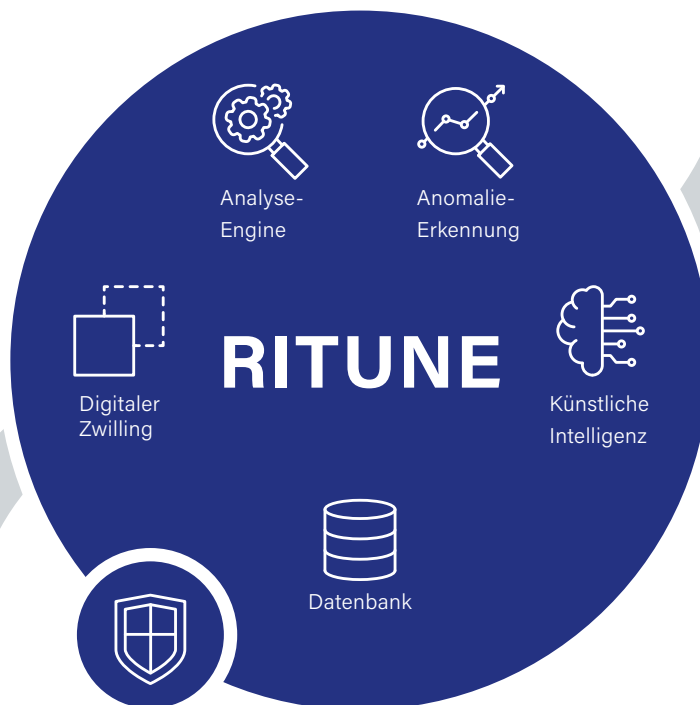 Analyse-
Engine
Anomalie-
Erkennung
RITUNE
Digitaler
Zwilling
Künstliche
Intelligenz
Datenbank